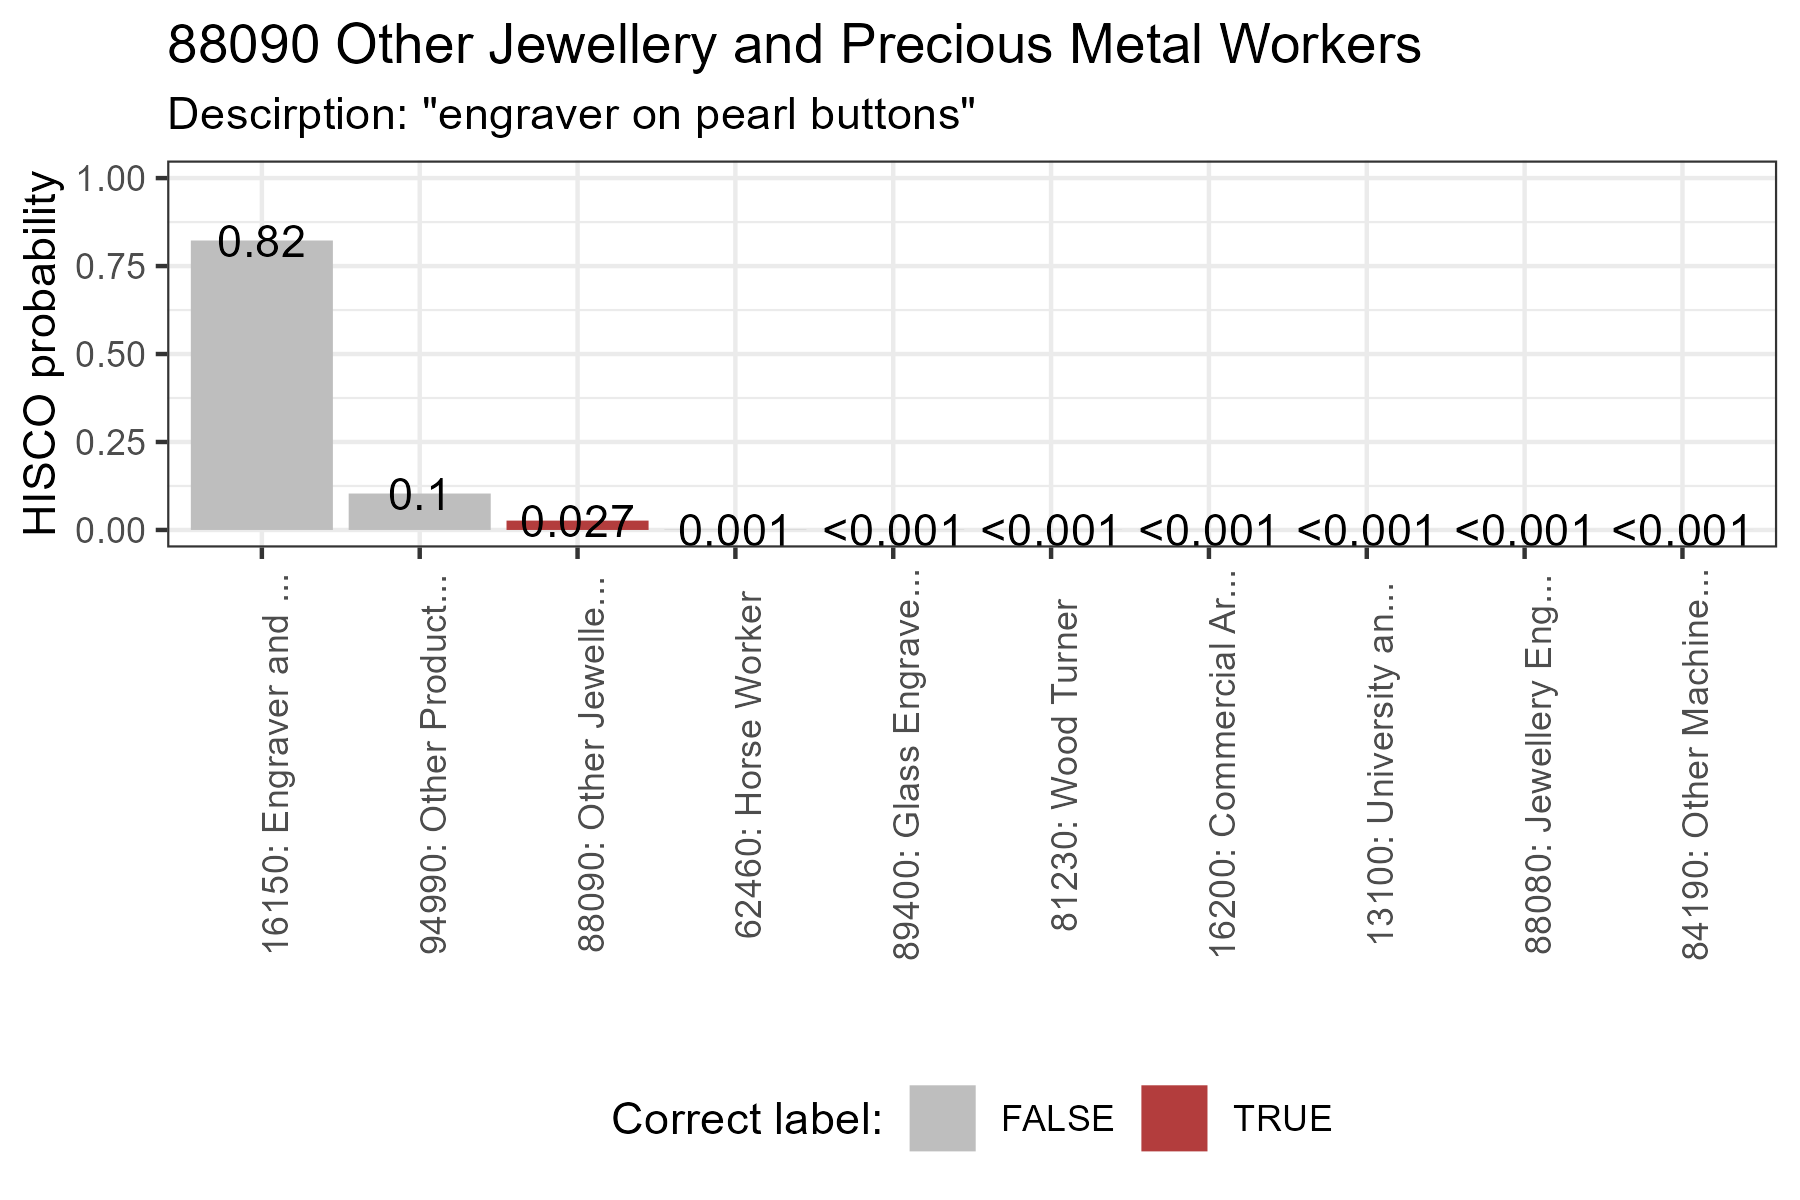 88090 Other Jewellery and Precious Metal Workers
Descirption: "engraver on pearl buttons"
HISCO probability
1.00
0.75
0.50
0.25
0.00
0.82
0.1
0.027
0.001
<0.001
<0.001
<0.001
<0.001
<0.001
<0.001
16150: Engraver and ...
94990: Other Product...
88090: Other Jewelle...
62460: Horse Worker
89400: Glass Engrave...
81230: Wood Turner
16200: Commercial Ar...
13100: University an...
88080: Jewellery Eng...
84190: Other Machine...
Correct label: FALSE TRUE